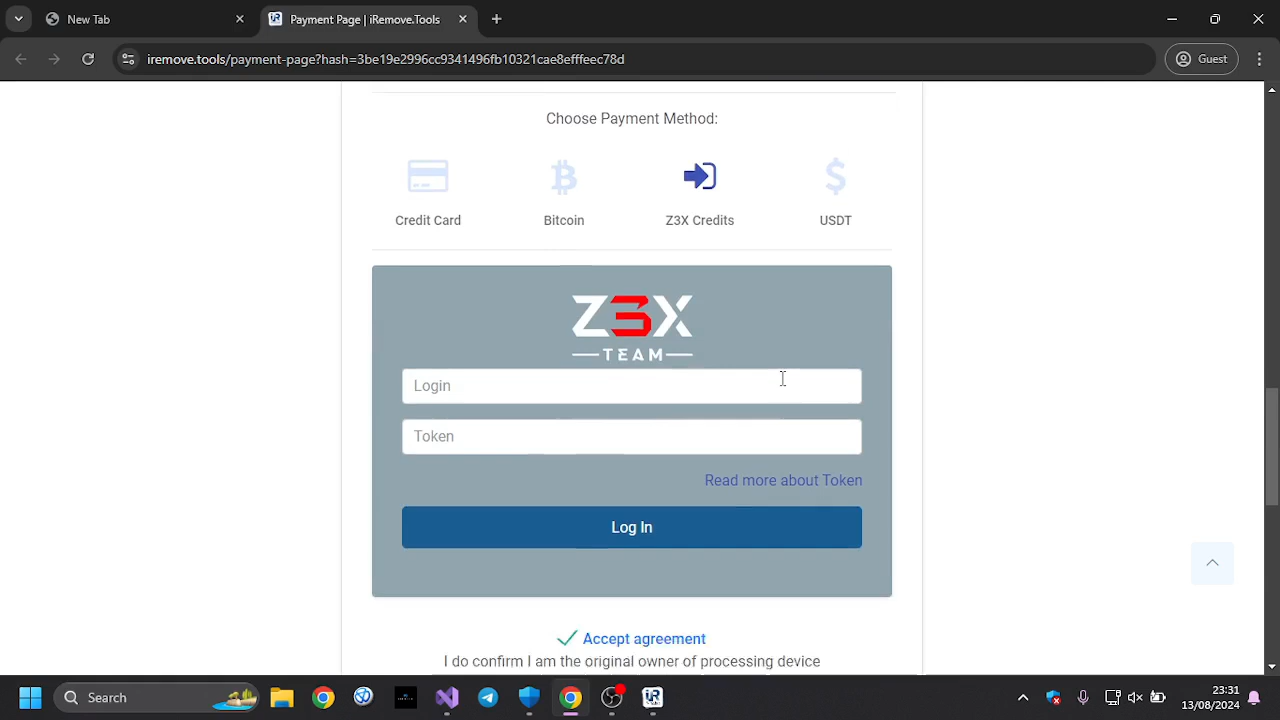 New Tab
Payment Page | iRemove.Tools
iremove.tools/payment-page?hash=3be19e2996cc9341496fb10321cae8efffeec78d
Guest
Choose Payment Method:
Credit Card
Bitcoin
Z3X Credits
USDT
Z3X
TEAM
Login
Token
Read more about Token
Log In
Accept agreement
I do confirm I am the original owner of processing device
Search
23:31
13/08/2024